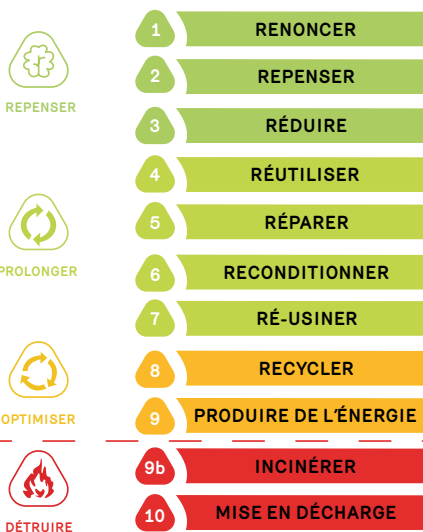 1 RENONCER
2 REPENSER
REPENSER
3 RÉDUIRE
4 RÉUTILISER
5 RÉPARER
PROLONGER
6 RECONDITIONNER
7 RÉ-USINER
8 RECYCLER
9 PRODUIRE DE L'ÉNERGIE
OPTIMISER
9b INCINÉRER
10 MISE EN DÉCHARGE
DÉTRUIRE